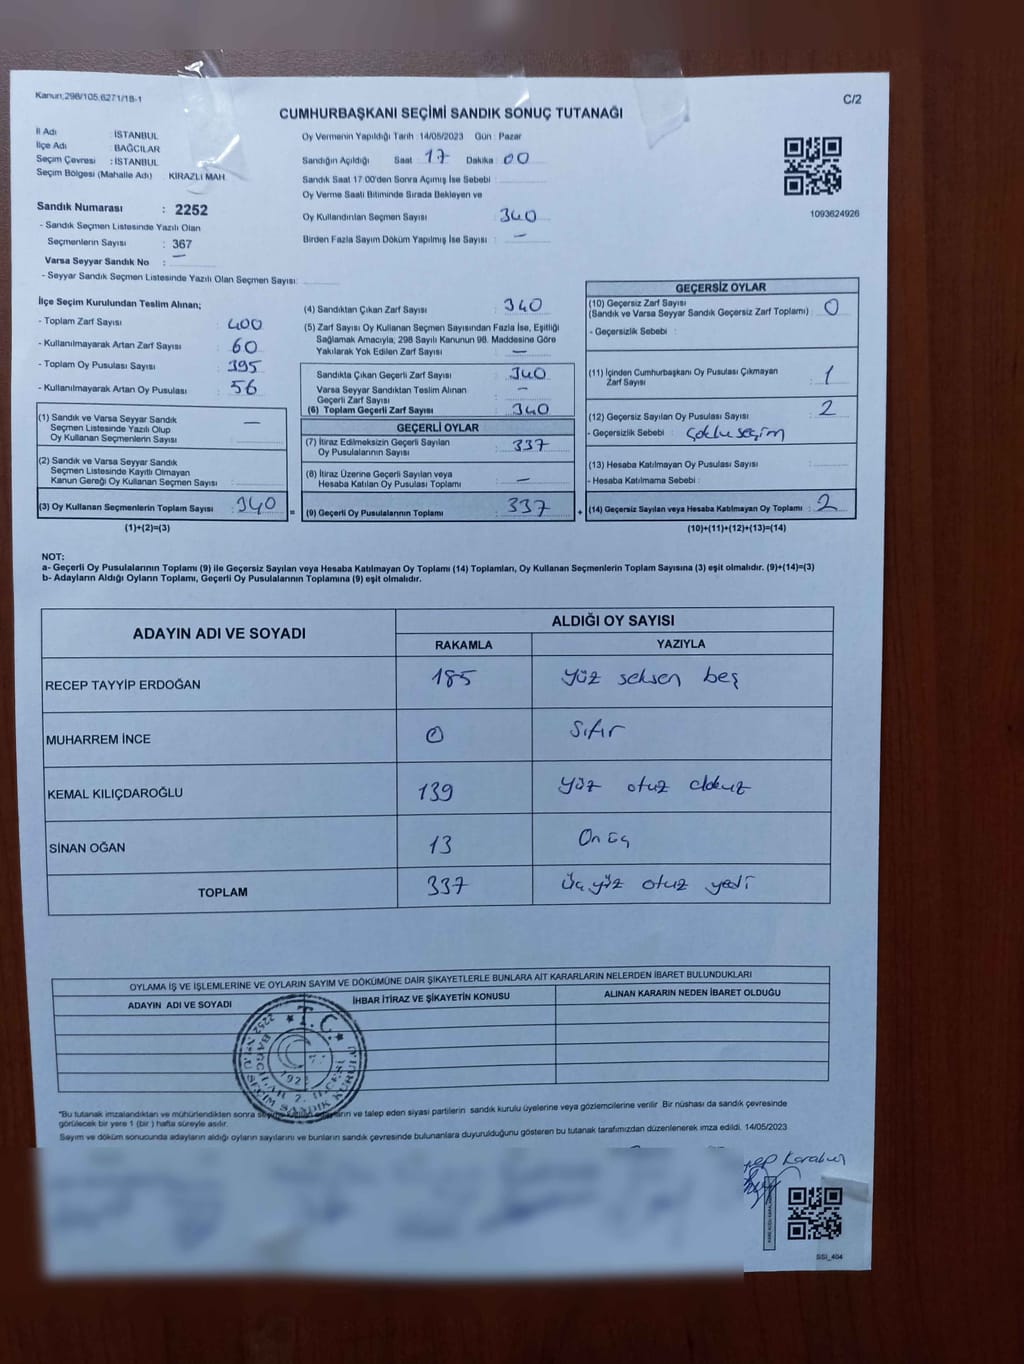 Kanun:298/105,6271/18-1
C/2
CUMHURBAŞKANI SEÇİMİ SANDIK SONUÇ TUTANAĞI
İl Adı : İSTANBUL
İlçe Adı : BAĞCILAR
Seçim Çevresi : İSTANBUL
Seçim Bölgesi (Mahalle Adı) : KİRAZLI MAH.
Sandık Numarası : 2252
- Sandık Seçmen Listesinde Yazılı Olan
Seçmenlerin Sayısı : 367
Varsa Seyyar Sandık No : —
- Seyyar Sandık Seçmen Listesinde Yazılı Olan Seçmen Sayısı:
Oy Vermenin Yapıldığı Tarih : 14/05/2023 Gün : Pazar
Sandığın Açıldığı Saat : 17 Dakika : 00
Sandık Saat 17:00'den Sonra Açımış İse Sebebi :
Oy Verme Saati Bitiminde Sırada Bekleyen ve
Oy Kullandırılan Seçmen Sayısı : 340
Birden Fazla Sayım Döküm Yapılmış İse Sayısı : —
1093624926
İlçe Seçim Kurulundan Teslim Alınan;
- Toplam Zarf Sayısı : 400
- Kullanılmayarak Artan Zarf Sayısı : 60
- Toplam Oy Pusulası Sayısı : 395
- Kullanılmayarak Artan Oy Pusulası : 56
(1) Sandık ve Varsa Seyyar Sandık
Seçmen Listesinde Yazılı Olup
Oy Kullanan Seçmenlerin Sayısı : —
(2) Sandık ve Varsa Seyyar Sandık
Seçmen Listesinde Kayıtlı Olmayan
Kanun Gereği Oy Kullanan Seçmen Sayısı :
(3) Oy Kullanan Seçmenlerin Toplam Sayısı : 340
(1)+(2)=(3)
(4) Sandıktan Çıkan Zarf Sayısı : 340
(5) Zarf Sayısı Oy Kullanan Seçmen Sayısından Fazla İse, Eşitliği
Sağlamak Amacıyla, 298 Sayılı Kanunun 98. Maddesine Göre
Yakılarak Yok Edilen Zarf Sayısı : —
Sandıkta Çıkan Geçerli Zarf Sayısı : 340
Varsa Seyyar Sandıktan Teslim Alınan
Geçerli Zarf Sayısı : —
(6) Toplam Geçerli Zarf Sayısı : 340
GEÇERLİ OYLAR
(7) İtiraz Edilmeksizin Geçerli Sayılan
Oy Pusulalarının Sayısı : 337
(8) İtiraz Üzerine Geçerli Sayılan veya
Hesaba Katılan Oy Pusulası Toplamı : —
(9) Geçerli Oy Pusulalarının Toplamı : 337
GEÇERSİZ OYLAR
(10) Geçersiz Zarf Sayısı
(Sandık ve Varsa Seyyar Sandık Geçersiz Zarf Toplamı) : 0
- Geçersizlik Sebebi :
(11) İçinden Cumhurbaşkanı Oy Pusulası Çıkmayan
Zarf Sayısı : 1
(12) Geçersiz Sayılan Oy Pusulası Sayısı : 2
- Geçersizlik Sebebi : Çoklu seçim
(13) Hesaba Katılmayan Oy Pusulası Sayısı :
- Hesaba Katılmama Sebebi :
(14) Geçersiz Sayılan veya Hesaba Katılmayan Oy Toplamı : 2
(10)+(11)+(12)+(13)=(14)
NOT:
a- Geçerli Oy Pusulalarının Toplamı (9) ile Geçersiz Sayılan veya Hesaba Katılmayan Oy Toplamı (14) Toplamları, Oy Kullanan Seçmenlerin Toplam Sayısına (3) eşit olmalıdır. (9)+(14)=(3)
b- Adayların Aldığı Oyların Toplamı, Geçerli Oy Pusulalarının Toplamına (9) eşit olmalıdır.
ADAYIN ADI VE SOYADI
ALDIĞI OY SAYISI
RAKAMLA YAZIYLA
RECEP TAYYİP ERDOĞAN 185 yüz seksen beş
MUHARREM İNCE 0 Sıfır
KEMAL KILIÇDAROĞLU 139 yüz otuz dokuz
SİNAN OĞAN 13 On üç
TOPLAM 337 Üç yüz otuz yedi
OYLAMA İŞ VE İŞLEMLERİNE VE OYLARIN SAYIM VE DÖKÜMÜNE DAİR ŞİKAYETLERLE BUNLARA AİT KARARLARIN NELERDEN İBARET BULUNDUKLARI
ADAYIN ADI VE SOYADI İHBAR İTİRAZ VE ŞİKAYETİN KONUSU ALINAN KARARIN NEDEN İBARET OLDUĞU
T.C.
BAĞCILAR 2. İLÇESİ
2252 NOLU SEÇİM SANDIK KURULU
*Bu tutanak imzalandıktan ve mühürlendikten sonra ve talep eden siyasi partilerin sandık kurulu üyelerine veya gözlemcilerine verilir. Bir nüshası da sandık çevresinde
görülecek bir yere 1 (bir) hafta süreyle asılır.
Sayım ve döküm sonucunda adayların aldığı oyların sayılarını ve bunların sandık çevresinde bulunanlara duyurulduğunu gösteren bu tutanak tarafımızdan düzenlenerek imza edildi. 14/05/2023
SSİ_404